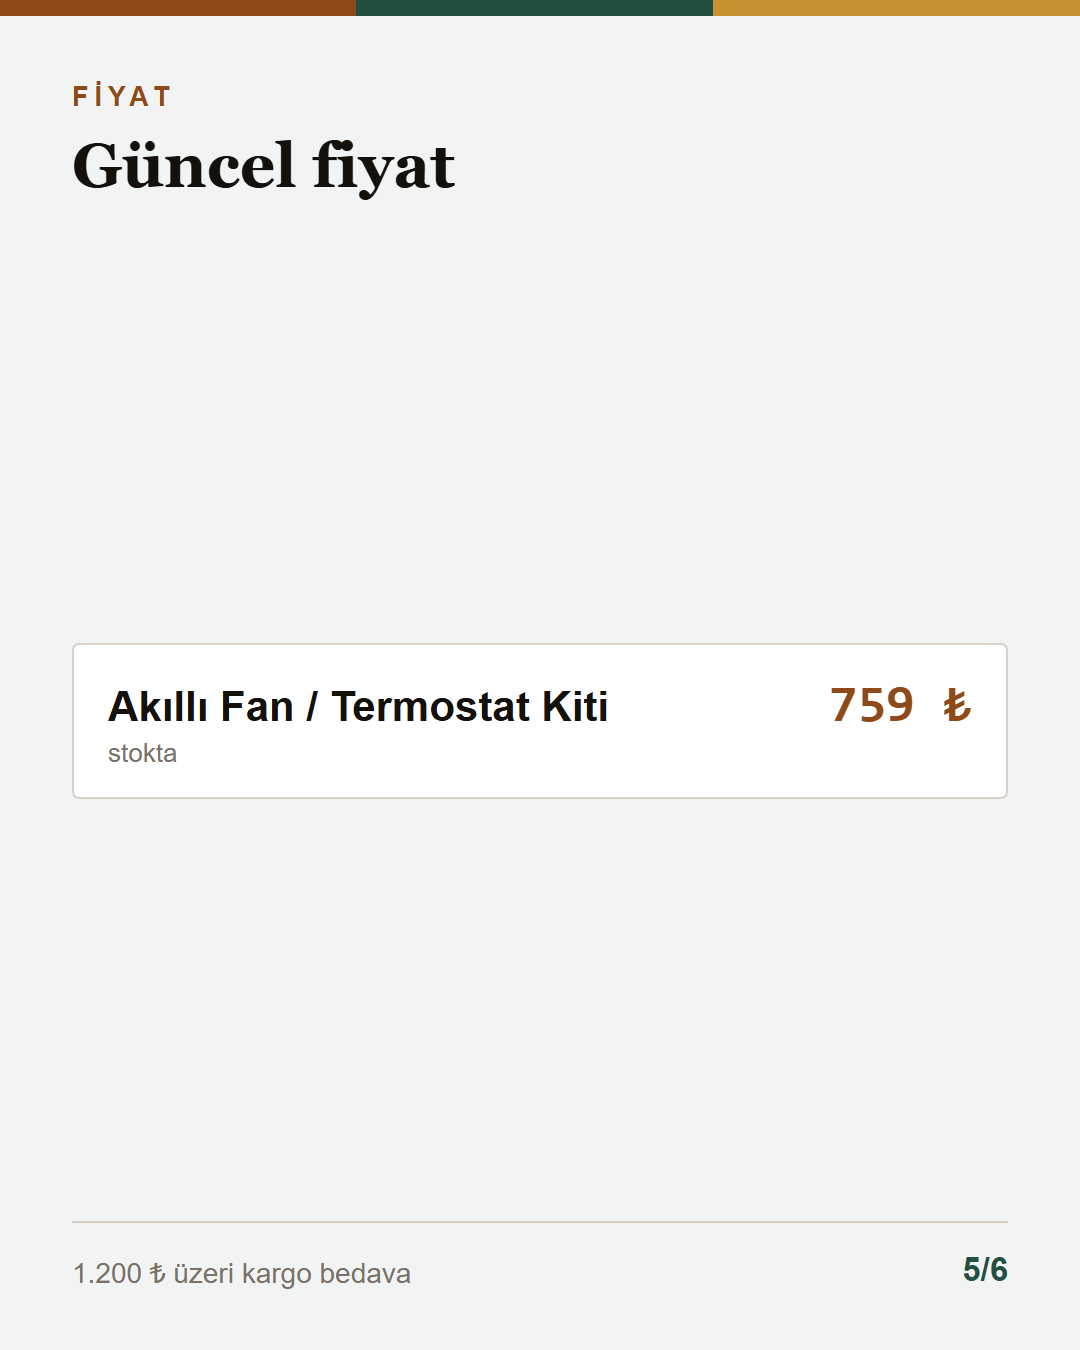 FİYAT
Güncel fiyat
Akıllı Fan / Termostat Kiti
759 ₺
stokta
1.200 ₺ üzeri kargo bedava
5/6